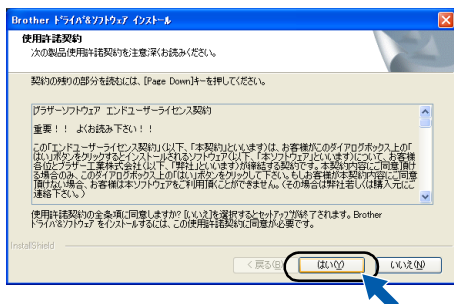 Brother ドライバ&ソフトウェア インストール
使用許諾契約
次の製品使用許諾契約を注意深くお読みください。
契約の残りの部分を読むには、[Page Down]キーを押してください。
ブラザーソフトウェア エンドユーザーライセンス契約
重要！！ よくお読み下さい！！
この「エンドユーザーライセンス契約」(以下、「本契約」といいます)は、お客様がこのダイアログボックス上の「
はい」ボタンをクリックするとインストールされるソフトウェア(以下、「本ソフトウェア」といいます)について、お客様
各位とブラザー工業株式会社(以下、「弊社」といいます)が締結する契約です。本契約内容にご同意頂け
る場合のみ、このダイアログボックス上の「はい」ボタンをクリックして下さい。もしお客様が本契約内容にご同意
頂けない場合、お客様は本ソフトウェアをご利用頂くことができません。(その場合は弊社若しくは購入元にご
連絡下さい。)
使用許諾契約の全条項に同意しますか? [いいえ]を選択するとセットアップが終了されます。Brother
ドライバ&ソフトウェア をインストールするには、この使用許諾契約に同意が必要です。
InstallShield
< 戻る(B) はい(Y) いいえ(N)